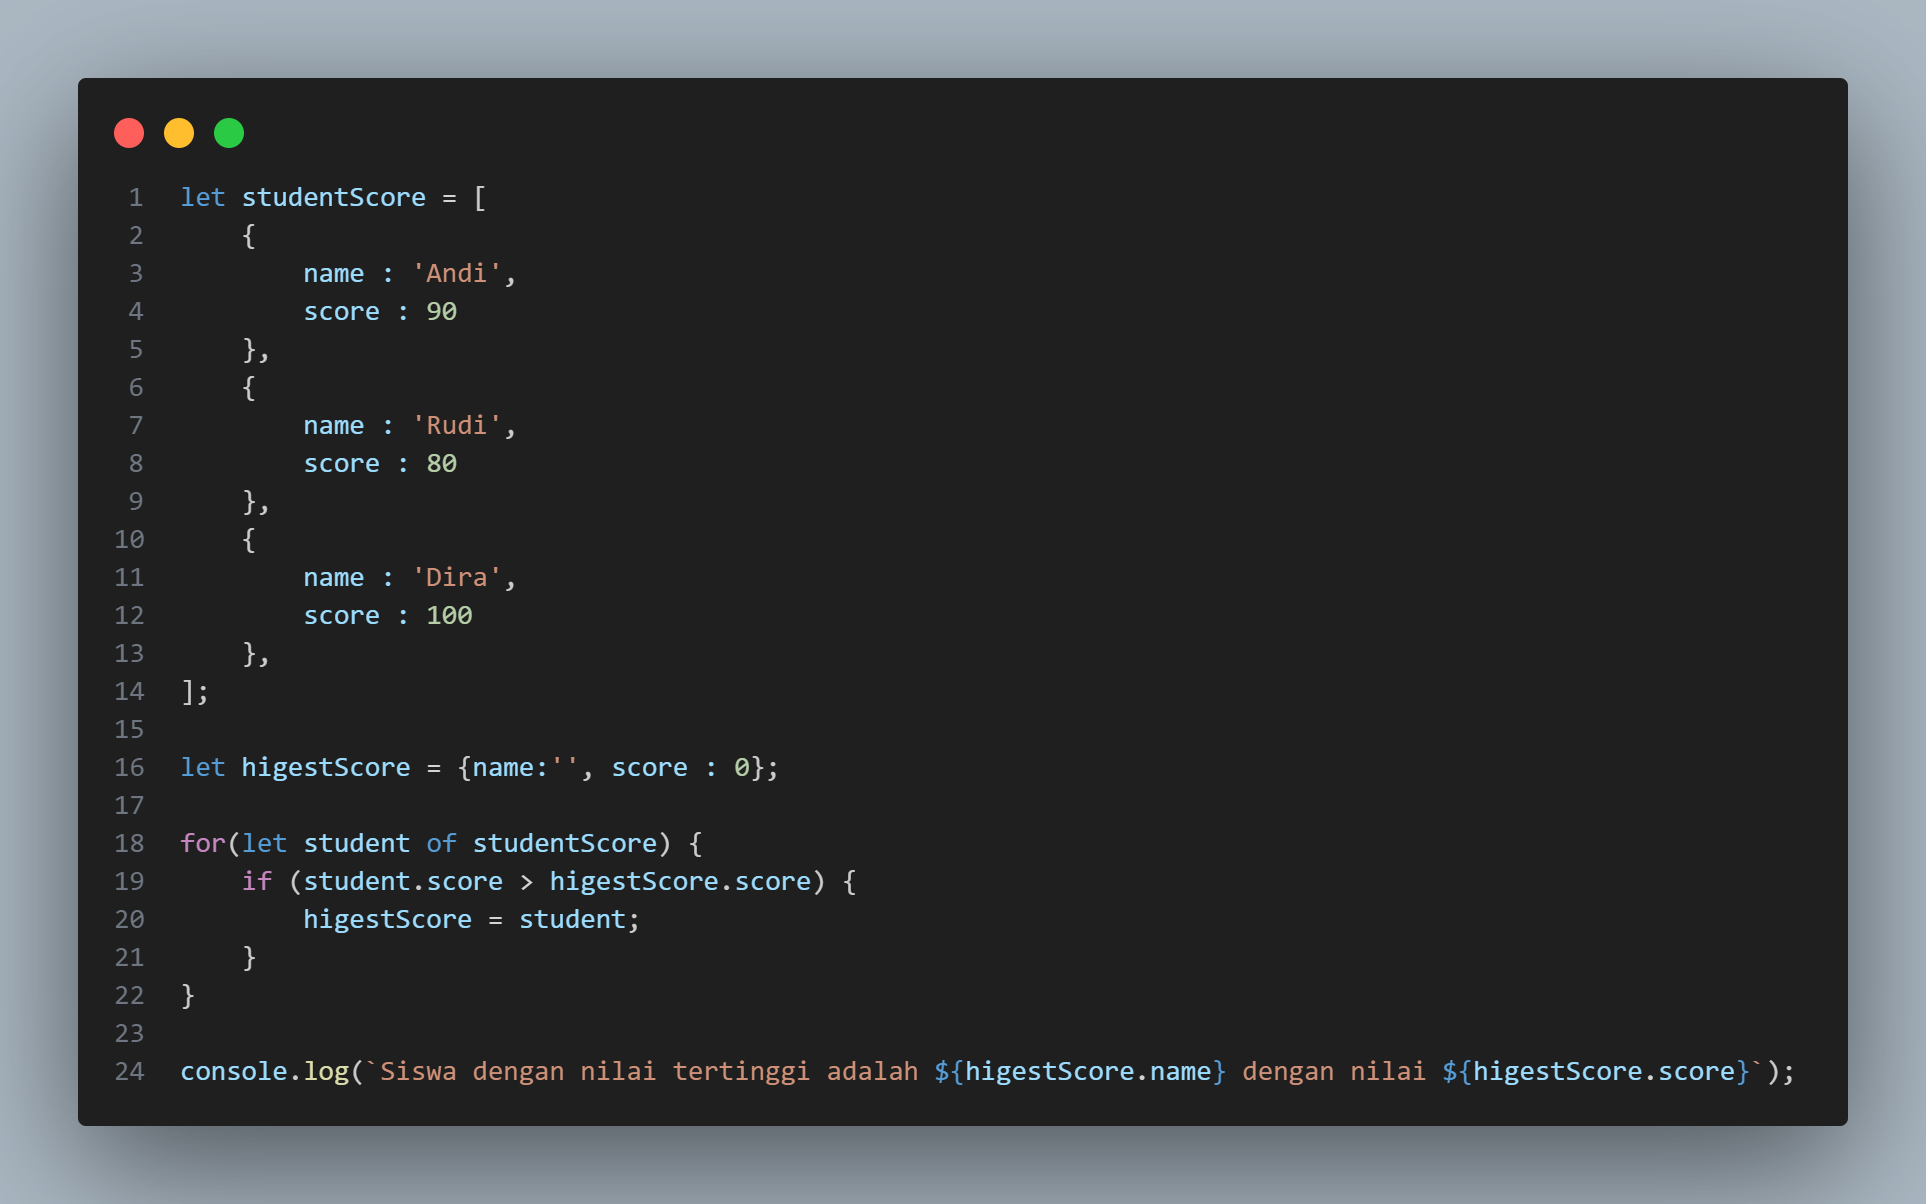 1 let studentScore = [
2     {
3         name : 'Andi',
4         score : 90
5     },
6     {
7         name : 'Rudi',
8         score : 80
9     },
10     {
11         name : 'Dira',
12         score : 100
13     },
14 ];
15
16 let higestScore = {name:'', score : 0};
17
18 for(let student of studentScore) {
19     if (student.score > higestScore.score) {
20         higestScore = student;
21     }
22 }
23
24 console.log(`Siswa dengan nilai tertinggi adalah ${higestScore.name} dengan nilai ${higestScore.score}`);